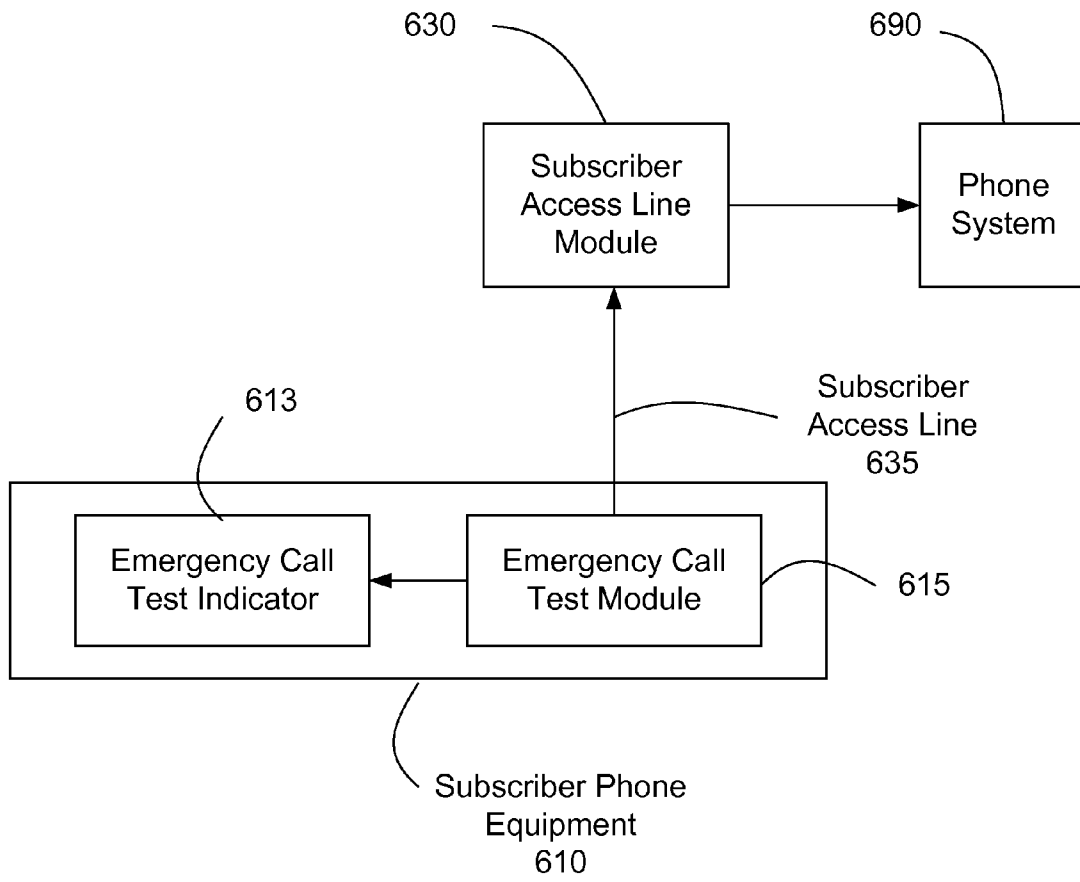 630
690
Subscriber
Access Line
Module
Phone
System
613
Subscriber
Access Line
635
Emergency Call
Test Indicator
Emergency Call
Test Module
615
Subscriber Phone
Equipment
610